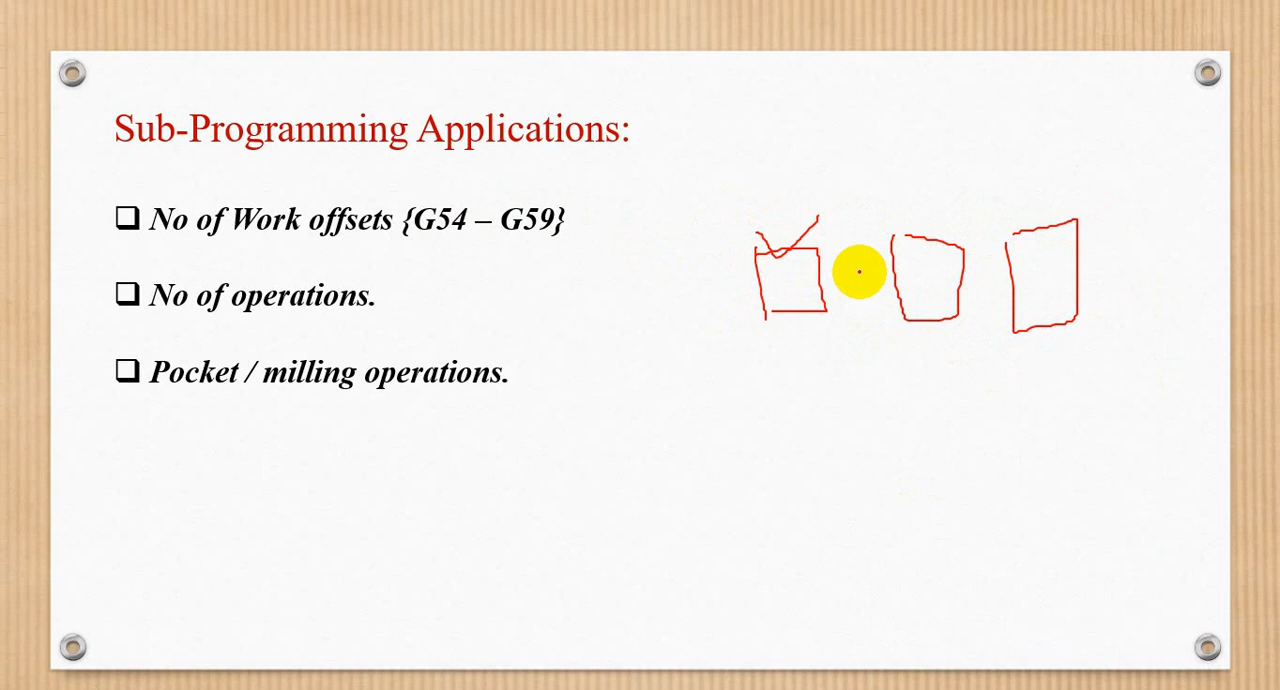 Sub-Programming Applications:
No of Work offsets {G54 – G59}
No of operations.
Pocket / milling operations.